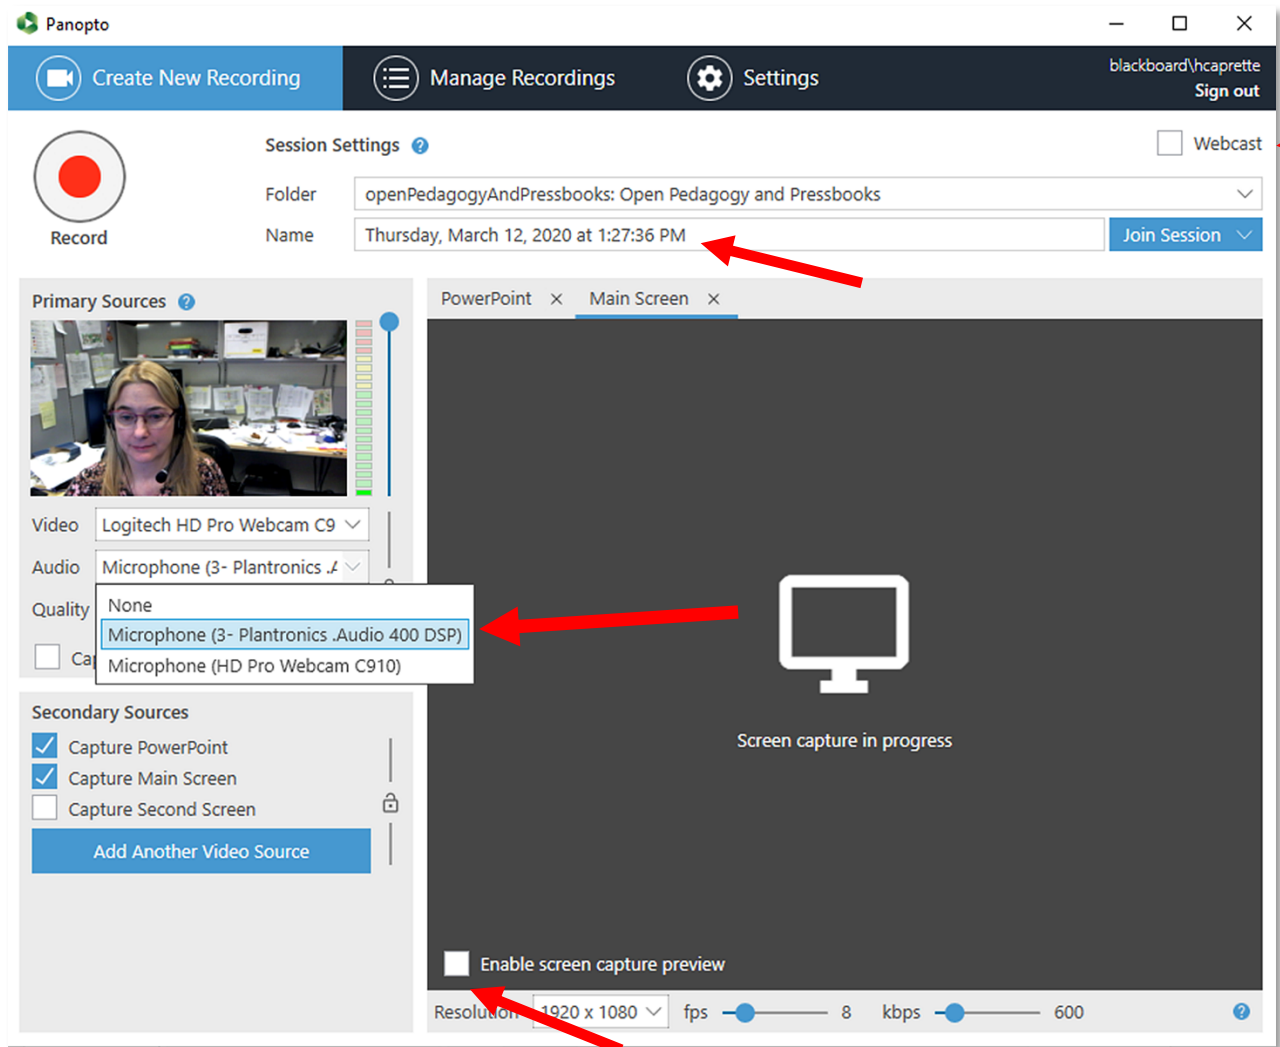 Panopto
Create New Recording
Manage Recordings
Settings
blackboard\hcaprette
Sign out
Record
Session Settings
Webcast
Folder
openPedagogyAndPressbooks: Open Pedagogy and Pressbooks
Name
Thursday, March 12, 2020 at 1:27:36 PM
Join Session
Primary Sources
PowerPoint
Main Screen
Video
Logitech HD Pro Webcam C9
Audio
Microphone (3- Plantronics .A
Quality
None
Microphone (3- Plantronics .Audio 400 DSP)
Microphone (HD Pro Webcam C910)
Ca
Secondary Sources
Capture PowerPoint
Capture Main Screen
Capture Second Screen
Add Another Video Source
Screen capture in progress
Enable screen capture preview
Resolution 1920 x 1080 fps 8 kbps 600